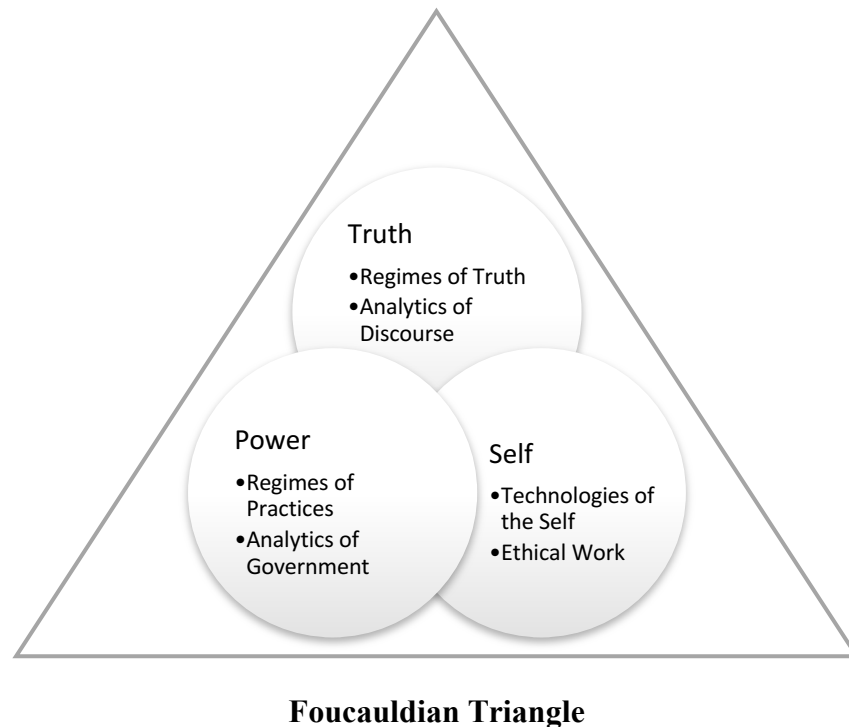 Truth
•Regimes of Truth
•Analytics of
Discourse
Power
•Regimes of
Practices
•Analytics of
Government
Self
•Technologies of
the Self
•Ethical Work
Foucauldian Triangle